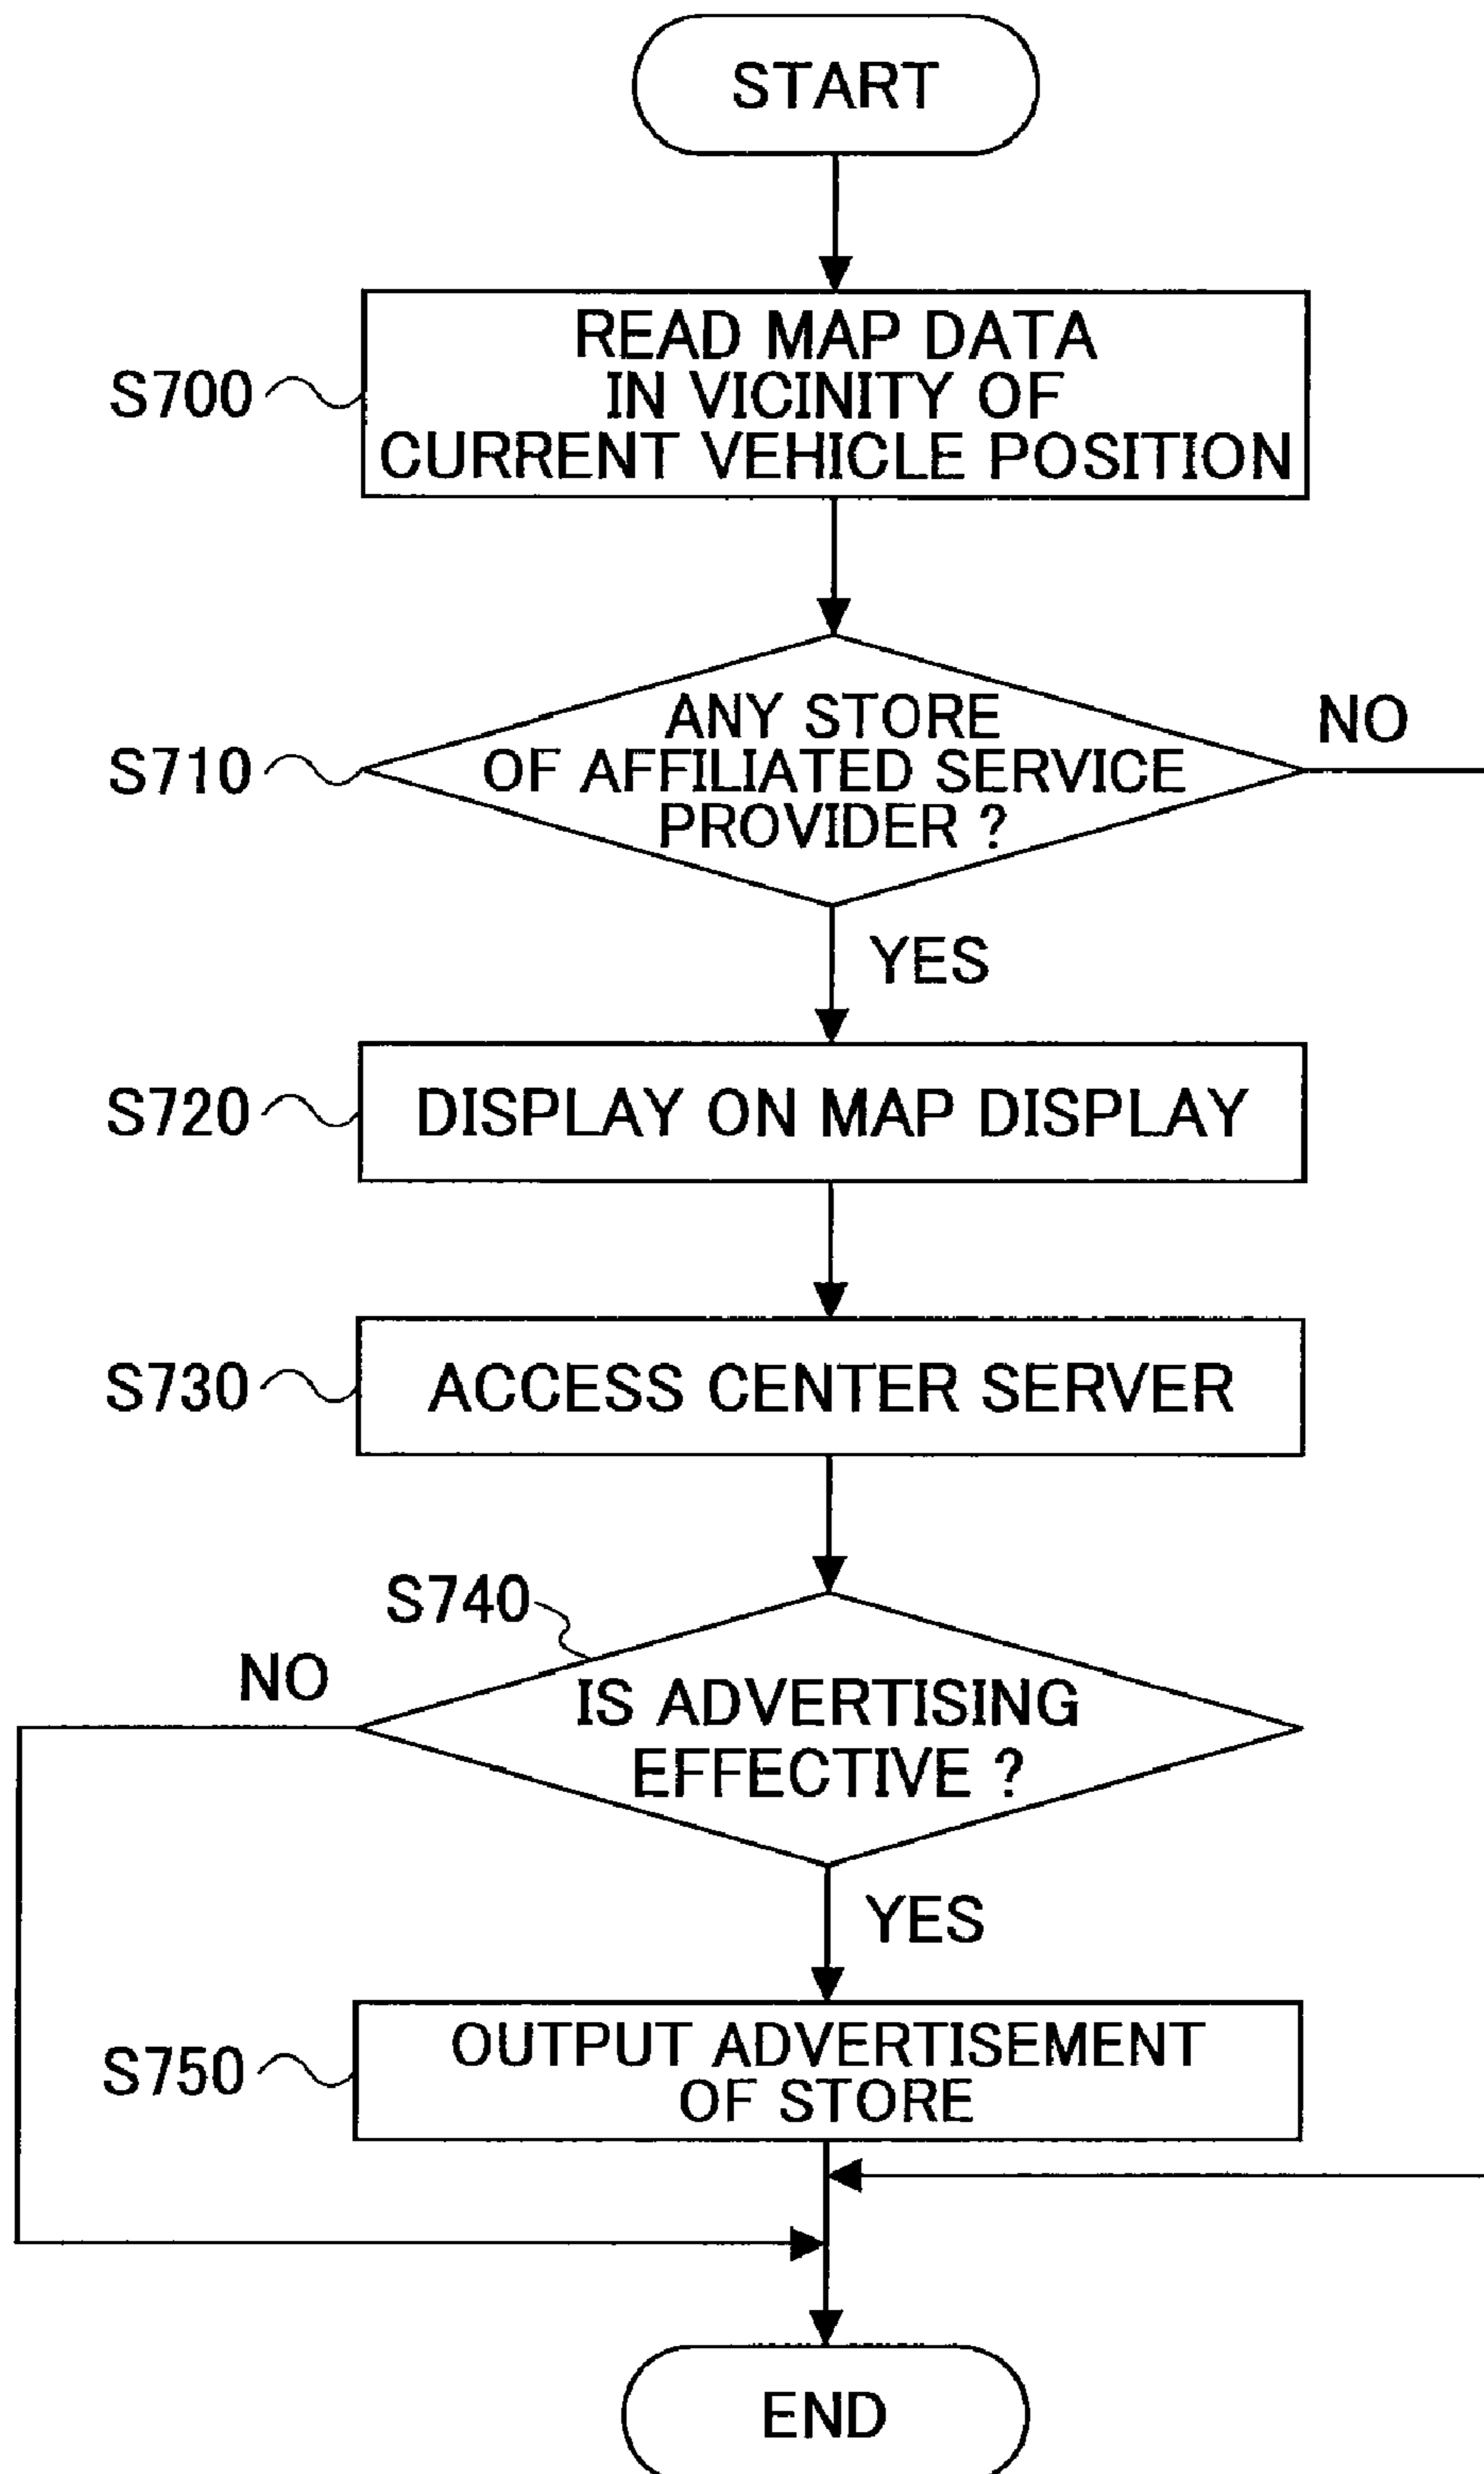 START
READ MAP DATA
IN VICINITY OF
CURRENT VEHICLE POSITION
S700
ANY STORE
OF AFFILIATED SERVICE
PROVIDER ?
S710
NO
YES
S720
DISPLAY ON MAP DISPLAY
S730
ACCESS CENTER SERVER
S740
NO
IS ADVERTISING
EFFECTIVE ?
YES
S750
OUTPUT ADVERTISEMENT
OF STORE
END